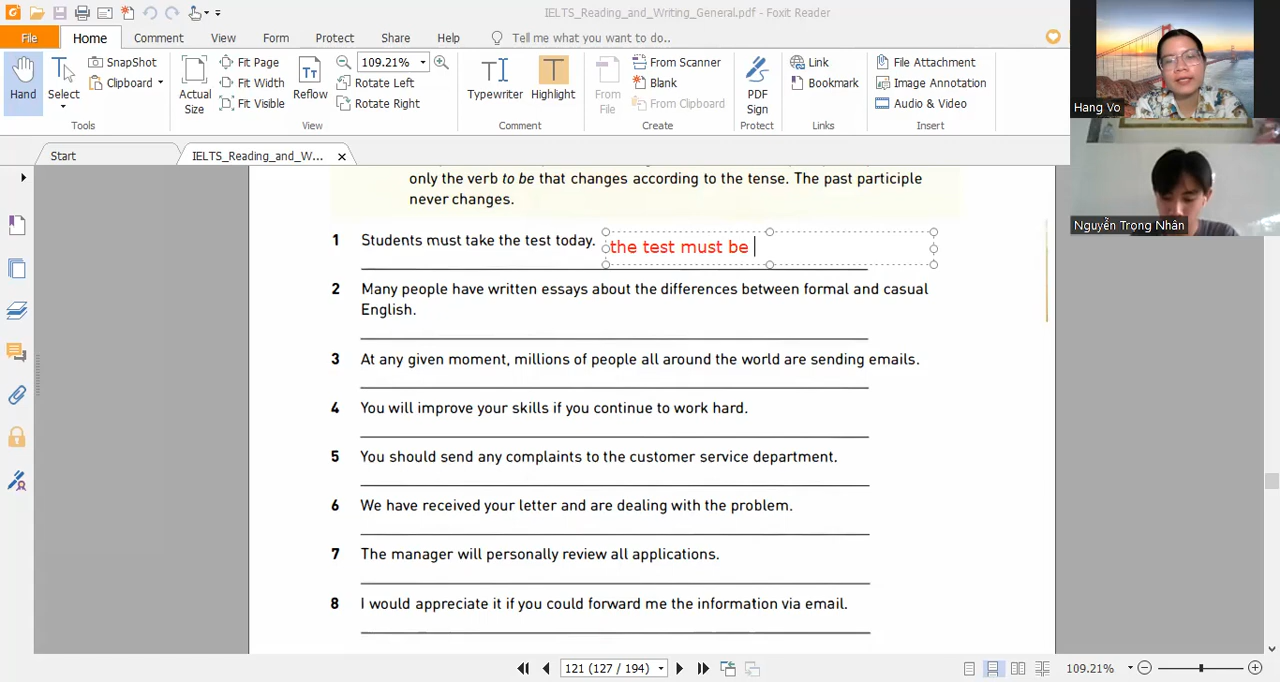 IELTS_Reading_and_Writing_General.pdf - Foxit Reader
File Home Comment View Form Protect Share Help Tell me what you want to do..
Hand
Select
SnapShot
Clipboard
Tools
Actual
Size
Fit Page
Fit Width
Fit Visible
Reflow
109.21%
Rotate Left
Rotate Right
View
Typewriter
Highlight
Comment
From
File
From Scanner
Blank
From Clipboard
Create
PDF
Sign
Protect
Link
Bookmark
Links
File Attachment
Image Annotation
Audio & Video
Insert
Hang Vo
Nguyễn Trọng Nhân
Start
IELTS_Reading_and_W...
only the verb to be that changes according to the tense. The past participle
never changes.
1 Students must take the test today. the test must be
2 Many people have written essays about the differences between formal and casual
English.
3 At any given moment, millions of people all around the world are sending emails.
4 You will improve your skills if you continue to work hard.
5 You should send any complaints to the customer service department.
6 We have received your letter and are dealing with the problem.
7 The manager will personally review all applications.
8 I would appreciate it if you could forward me the information via email.
121 (127 / 194)
109.21%